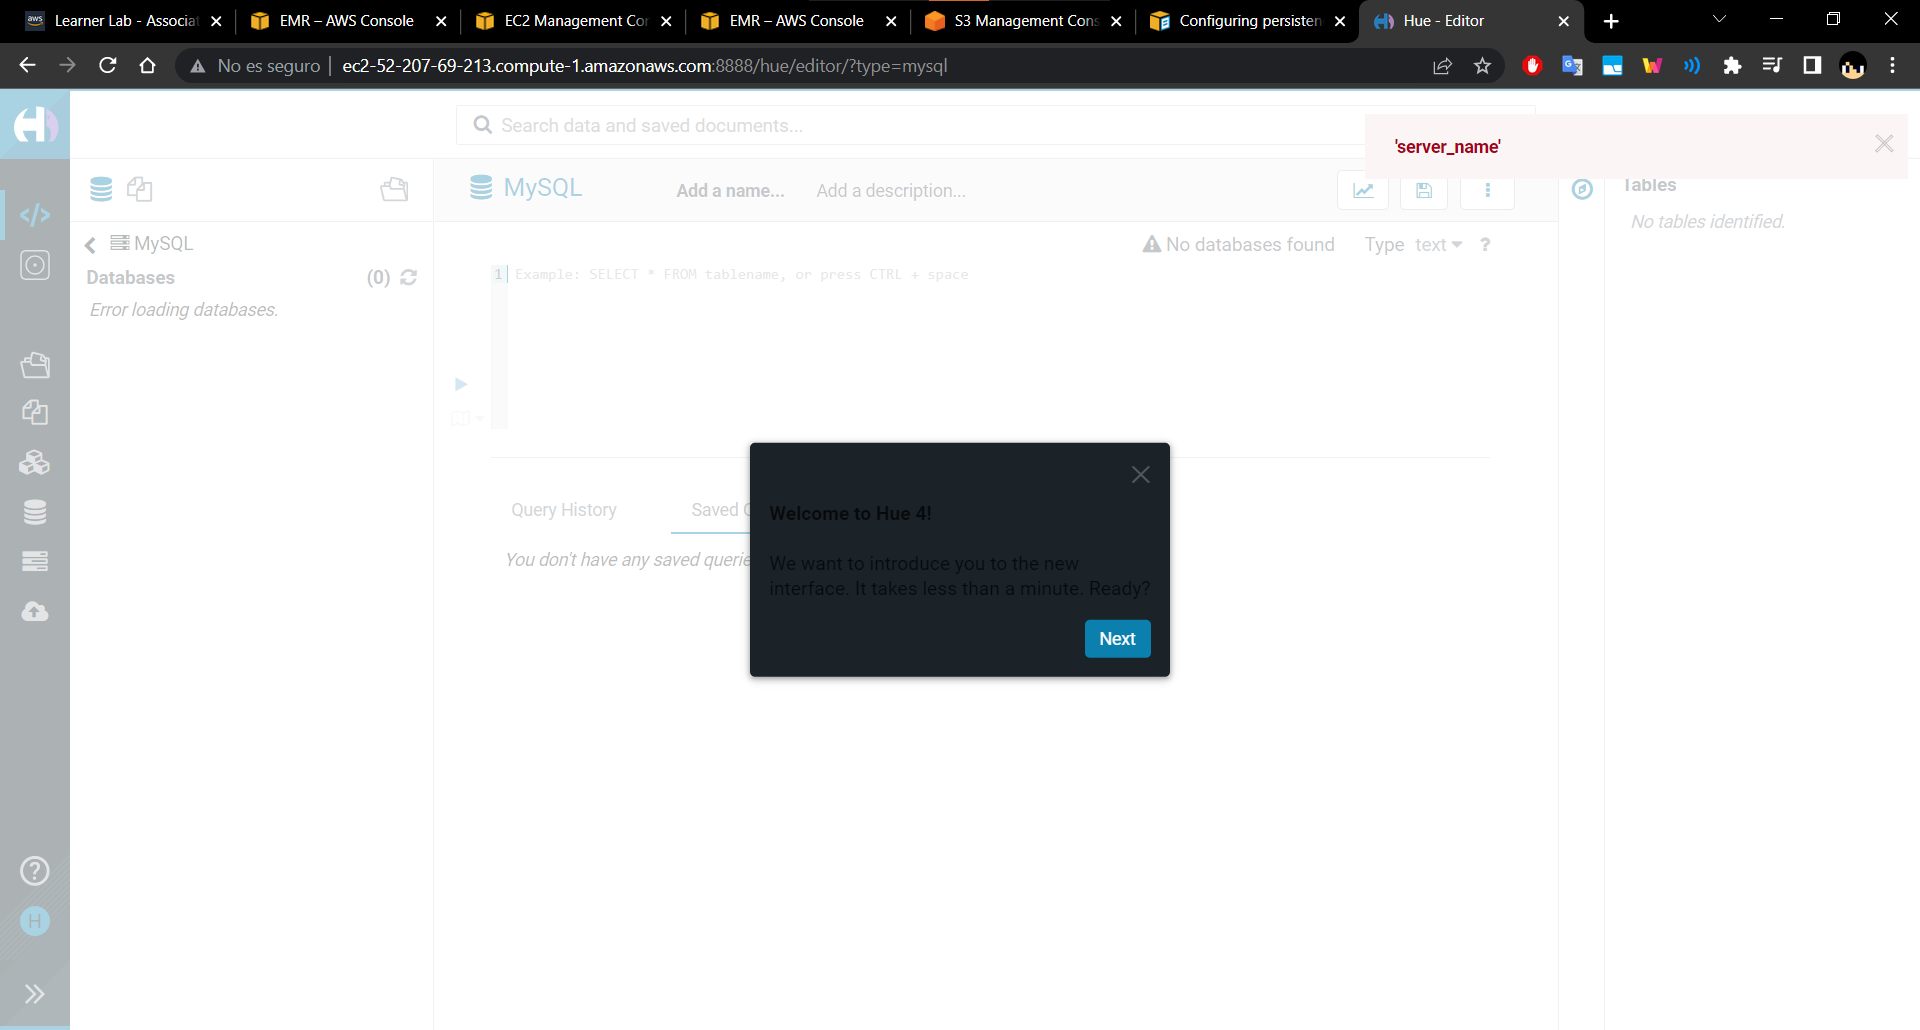 Learner Lab - Associat
EMR – AWS Console
EC2 Management Con
EMR – AWS Console
S3 Management Cons
Configuring persisten
Hue - Editor
No es seguro
ec2-52-207-69-213.compute-1.amazonaws.com:8888/hue/editor/?type=mysql
Search data and saved documents...
'server_name'
MySQL
Add a name...
Add a description...
Tables
No tables identified.
MySQL
Databases
(0)
Error loading databases.
No databases found
Type
text
?
1
Example: SELECT * FROM tablename, or press CTRL + space
Query History
Saved Q
You don't have any saved querie
Welcome to Hue 4!
We want to introduce you to the new
interface. It takes less than a minute. Ready?
Next
?
H